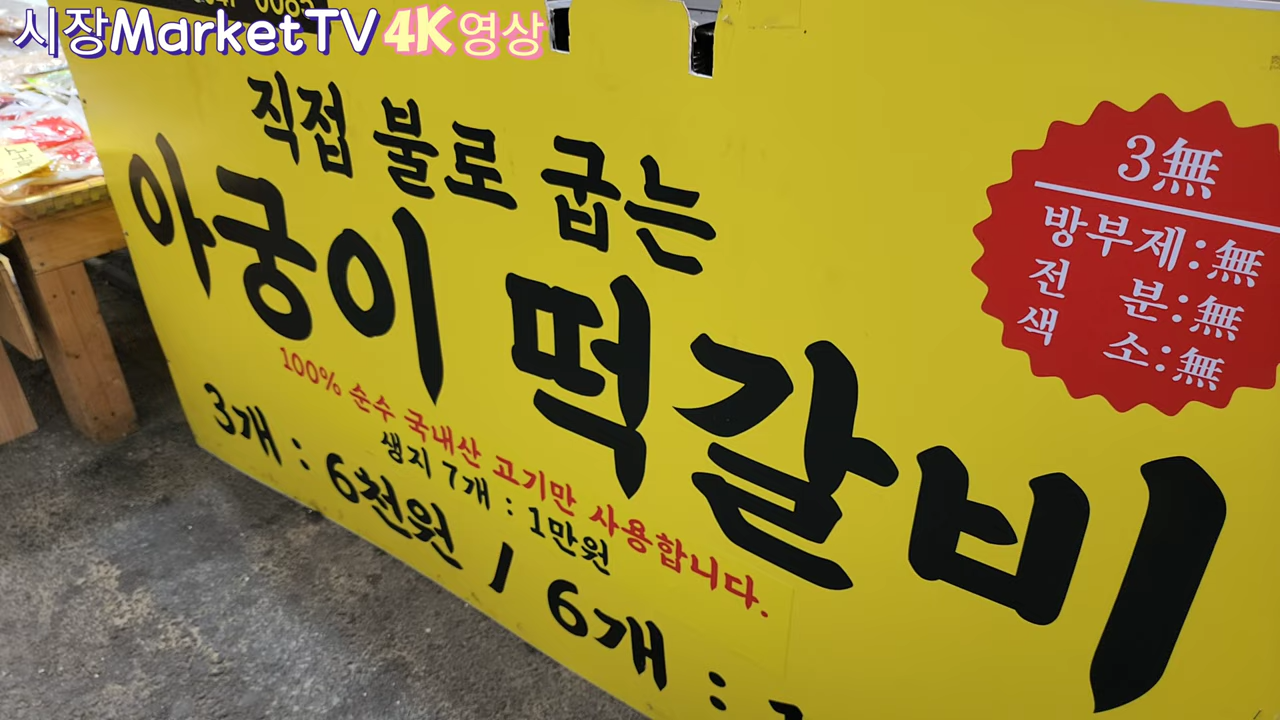 시장MarketTV 4K영상
직접 불로 굽는
아궁이 떡갈비
100% 순수 국내산 고기만 사용합니다.
생지 7개 : 1만원
3개 : 6천원 / 6개 :
3無
방부제:無
전 분:無
색 소:無